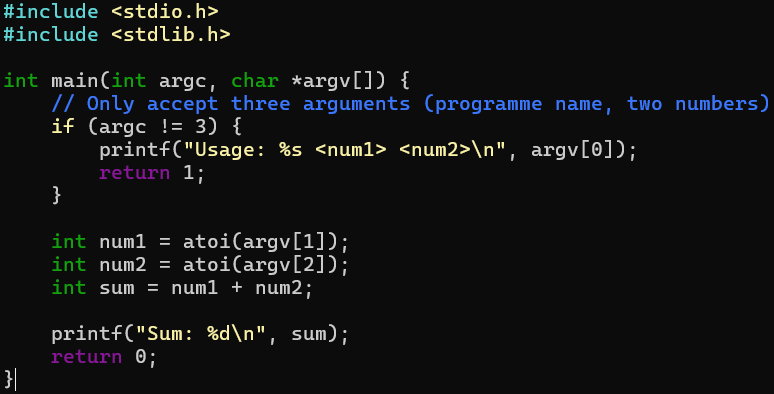 #include <stdio.h>
#include <stdlib.h>

int main(int argc, char *argv[]) {
    // Only accept three arguments (programme name, two numbers)
    if (argc != 3) {
        printf("Usage: %s <num1> <num2>\n", argv[0]);
        return 1;
    }

    int num1 = atoi(argv[1]);
    int num2 = atoi(argv[2]);
    int sum = num1 + num2;

    printf("Sum: %d\n", sum);
    return 0;
}